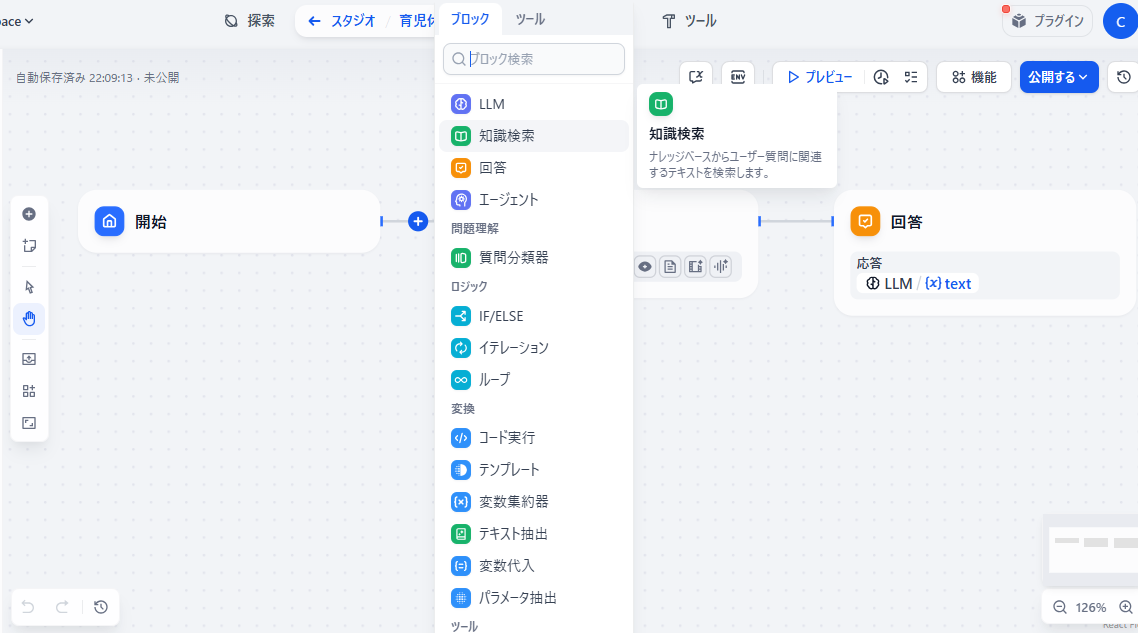 ace
探索
スタジオ / 育児休
ブロック
ツール
ツール
プラグイン
C
自動保存済み 22:09:13 · 未公開
ブロック検索
ENV
プレビュー
機能
公開する
LLM
知識検索
回答
エージェント
問題理解
質問分類器
ロジック
IF/ELSE
イテレーション
ループ
変換
コード実行
テンプレート
変数集約器
テキスト抽出
変数代入
パラメータ抽出
ツール
知識検索
ナレッジベースからユーザー質問に関連
するテキストを検索します。
開始
回答
応答
LLM / {x} text
126%
React Fl